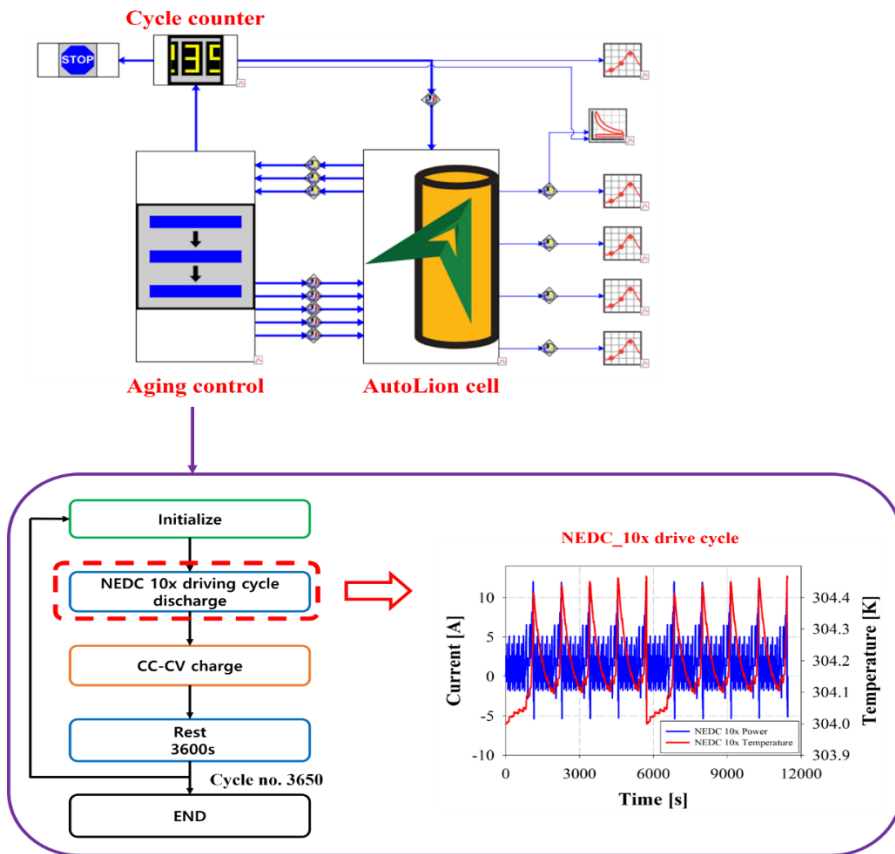 Cycle counter
STOP
135
Aging control
AutoLion cell
Initialize
NEDC 10x driving cycle
discharge
CC-CV charge
Rest
3600s
Cycle no. 3650
END
NEDC_10x drive cycle
Current [A]
10
5
0
-5
-10
304.4
304.3
304.2
304.1
304.0
303.9
Temperature [K]
NEDC 10x Power
NEDC 10x Temperature
0
3000
6000
9000
12000
Time [s]